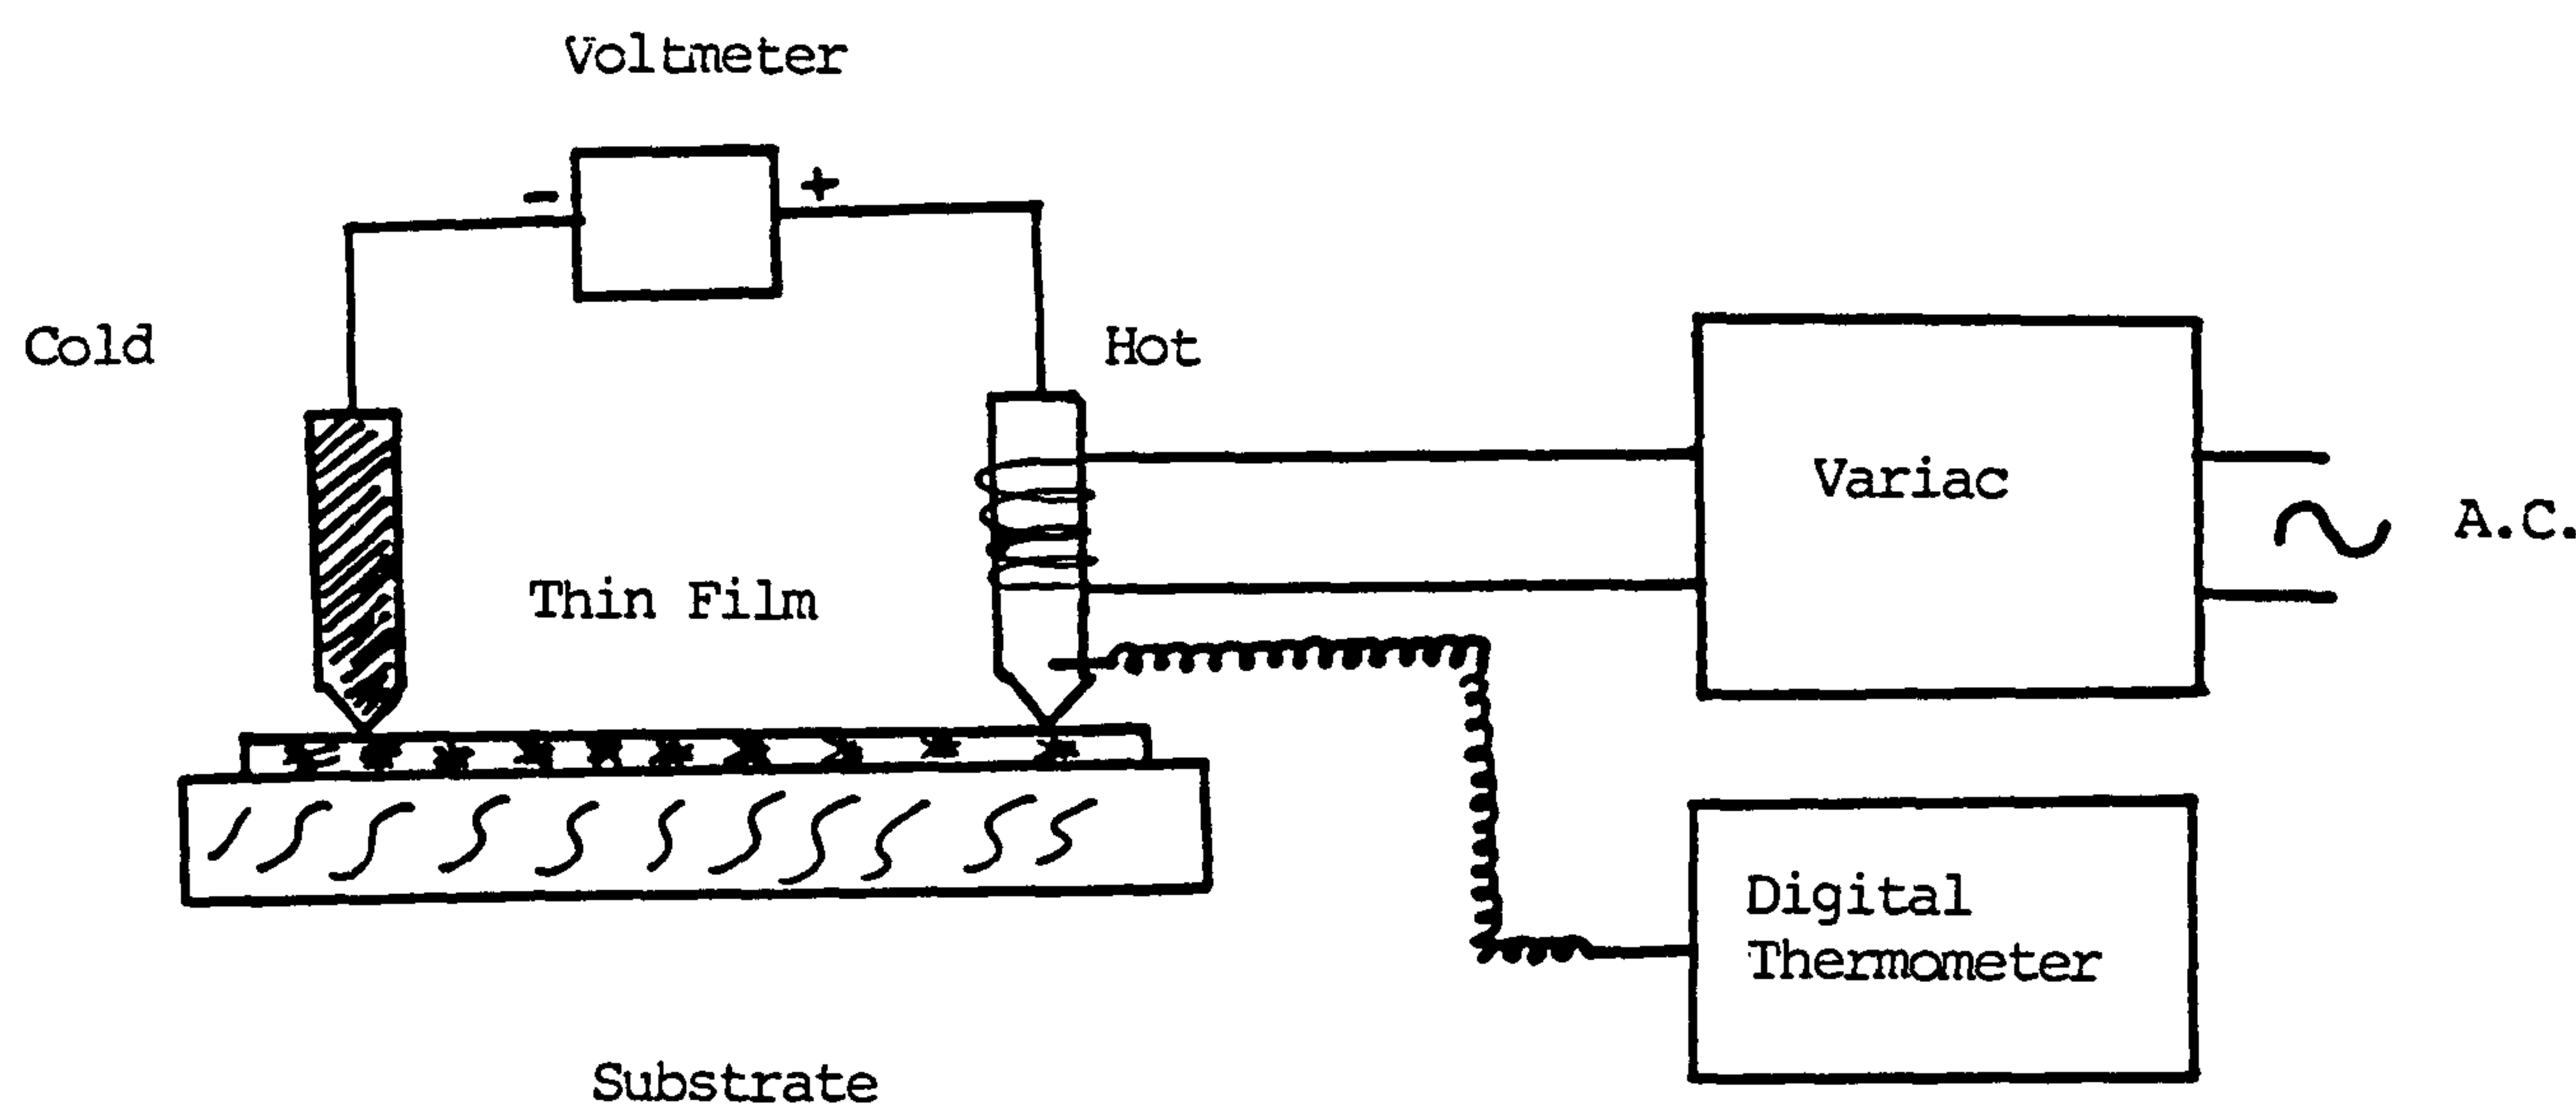 Voltmeter
-
+
Cold
Hot
Variac
A.C.
Thin Film
Digital
Thermometer
Substrate